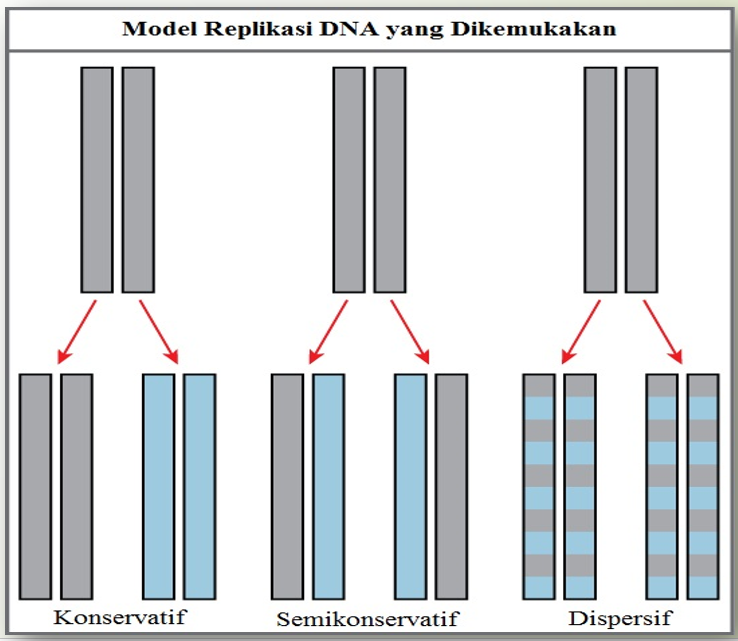 Model Replikasi DNA yang Dikemukakan
Konservatif
Semikonservatif
Dispersif